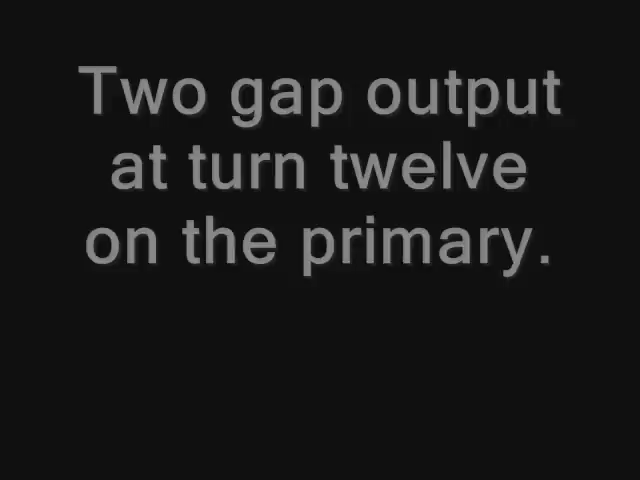 Two gap output
at turn twelve
on the primary.